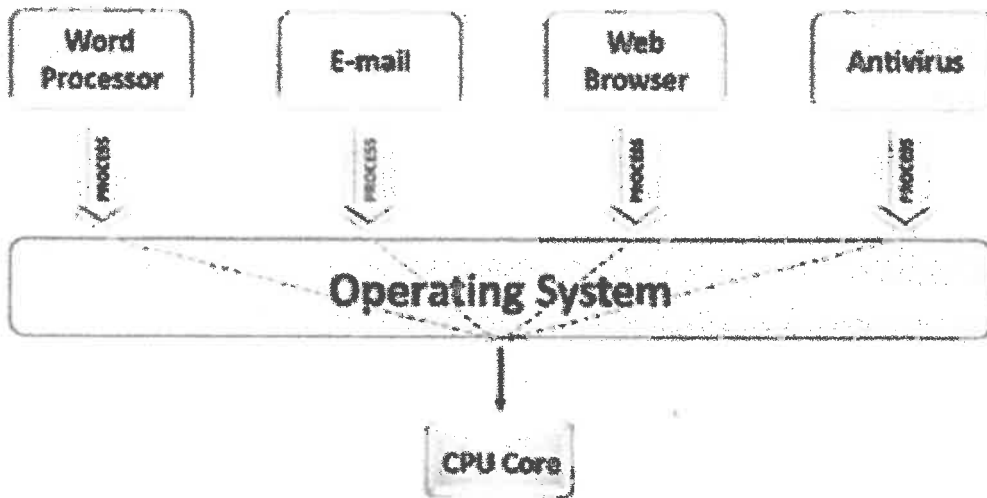 Word
Processor
E-mail
Web
Browser
Antivirus
PROCESS
PROCESS
PROCESS
PROCESS
Operating System
CPU Core